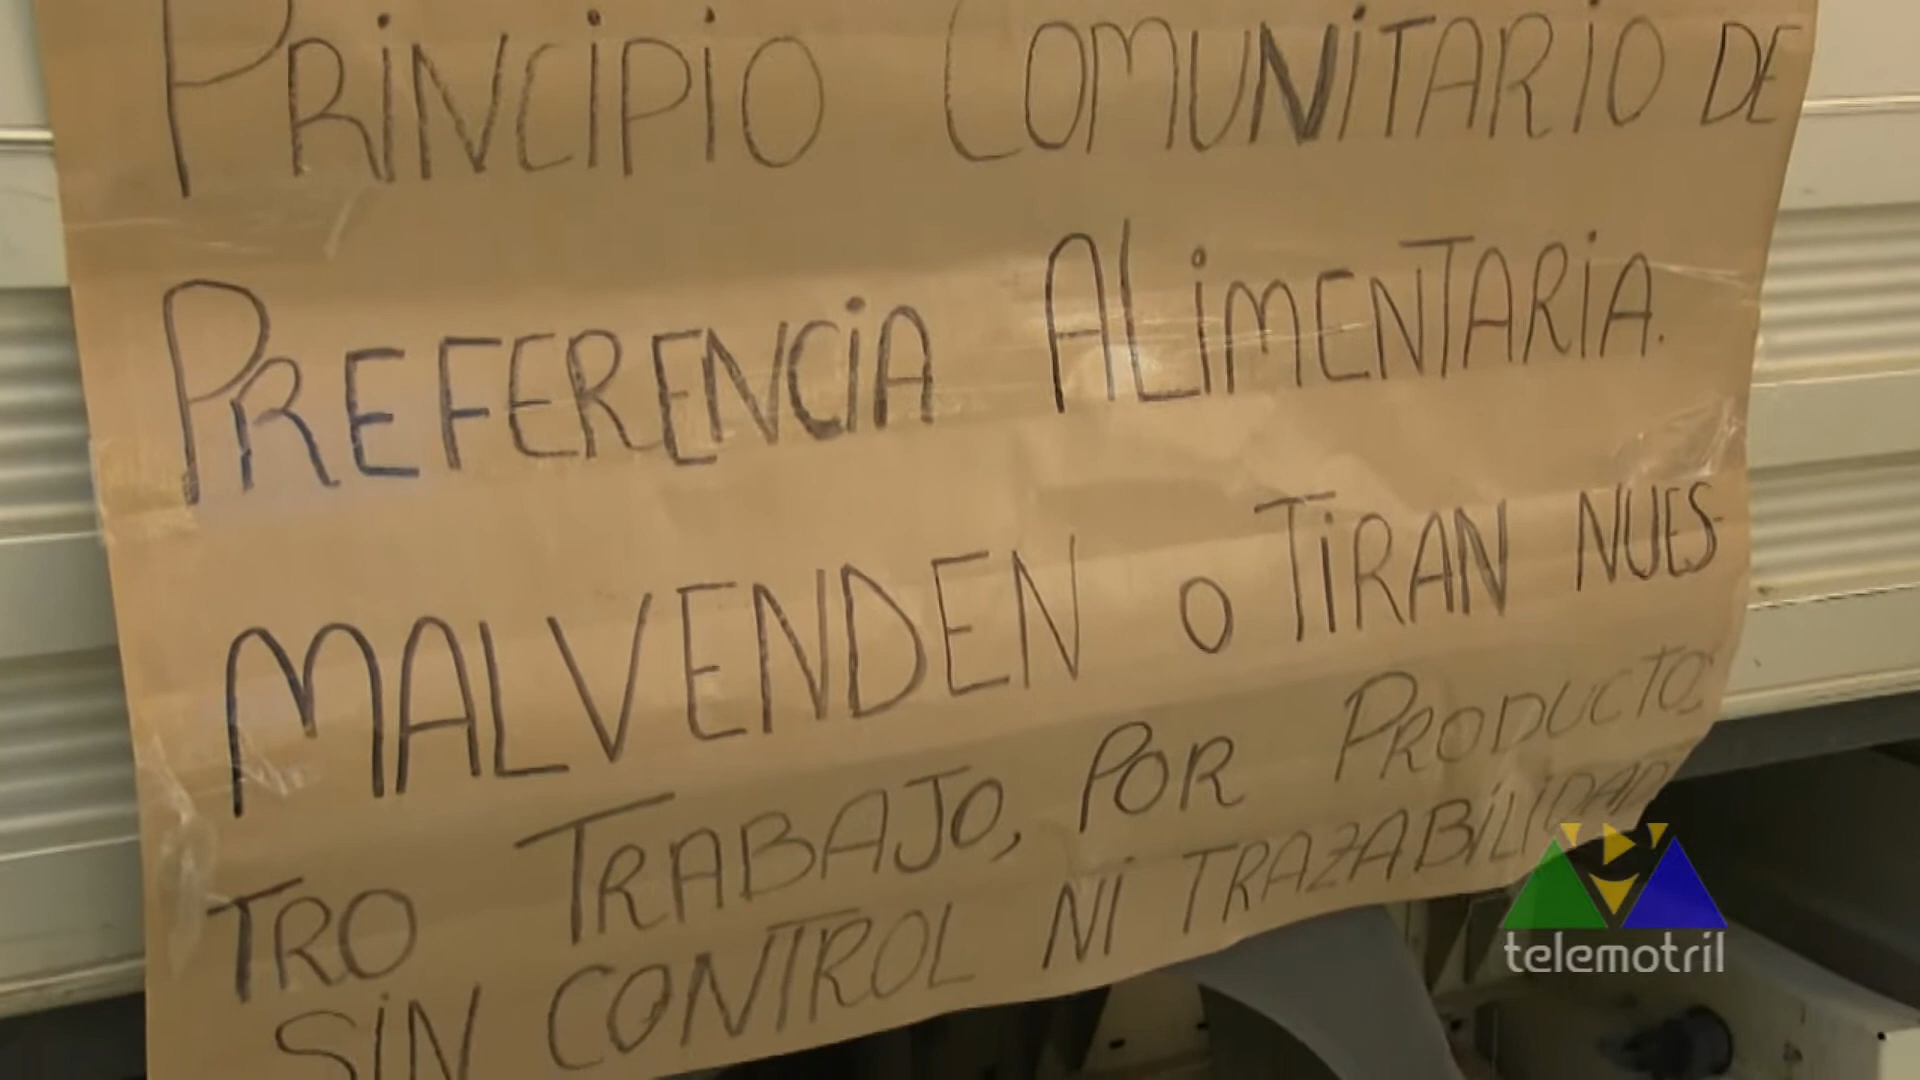 PRINCIPIO COMUNITARIO DE
PREFERENCIA ALIMENTARIA.
MALVENDEN O TIRAN NUES-
TRO TRABAJO, POR PRODUCTOS
SIN CONTROL NI TRAZABILIDAD
telemotril